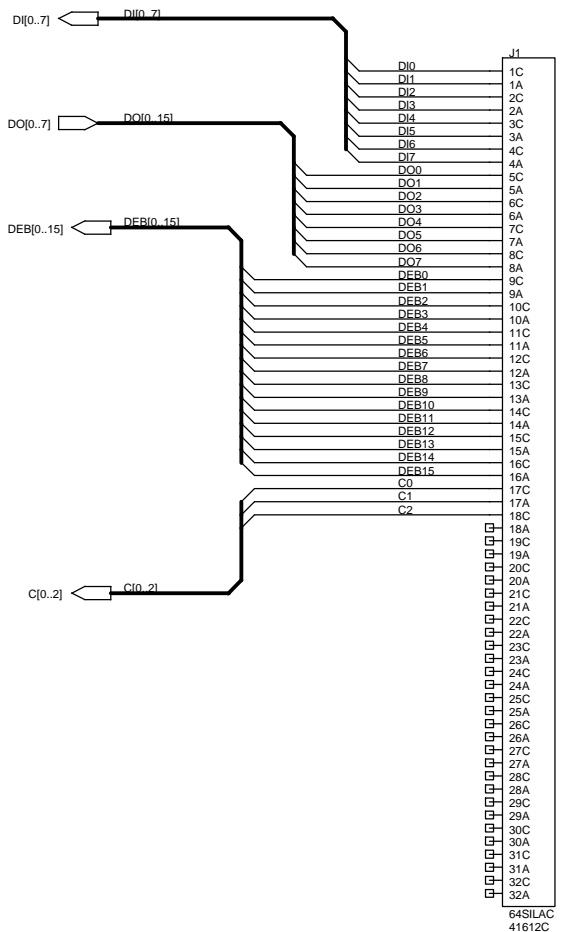 DI[0..7] DI[0..7]
J1
DI0 1C
DI1 1A
DI2 2C
DI3 2A
DI4 3C
DI5 3A
DI6 4C
DI7 4A
DO[0..7] DO[0..15]
DO0 5C
DO1 5A
DO2 6C
DO3 6A
DO4 7C
DO5 7A
DO6 8C
DO7 8A
DEB[0..15] DEB[0..15]
DEB0 9C
DEB1 9A
DEB2 10C
DEB3 10A
DEB4 11C
DEB5 11A
DEB6 12C
DEB7 12A
DEB8 13C
DEB9 13A
DEB10 14C
DEB11 14A
DEB12 15C
DEB13 15A
DEB14 16C
DEB15 16A
C0 17C
C1 17A
C2 18C
18A
19C
19A
20C
20A
C[0..2] C[0..2]
21C
21A
22C
22A
23C
23A
24C
24A
25C
25A
26C
26A
27C
27A
28C
28A
29C
29A
30C
30A
31C
31A
32C
32A
64SILAC
41612C